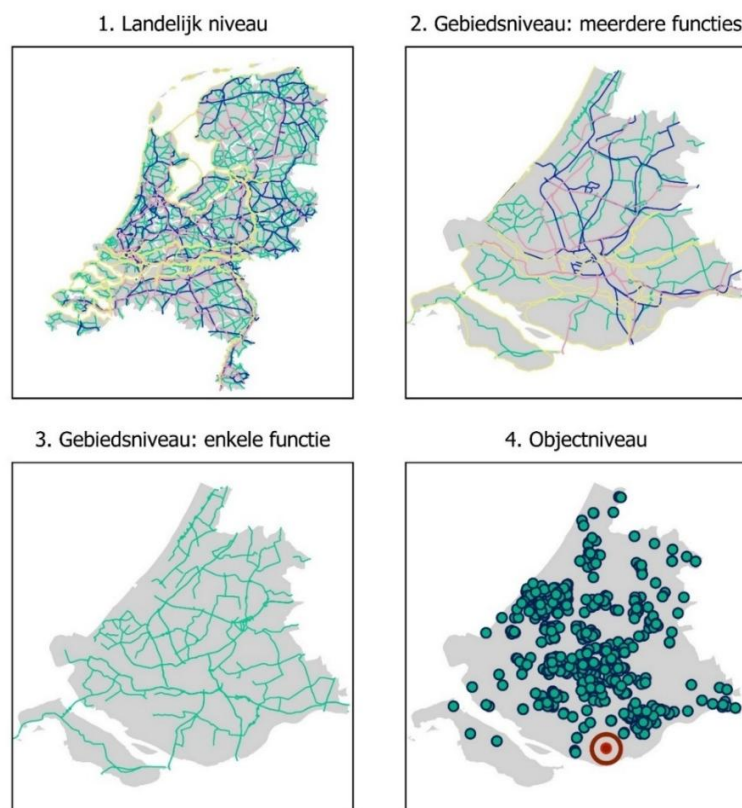 1. Landelijk niveau
2. Gebiedsniveau: meerdere functies
3. Gebiedsniveau: enkele functie
4. Objectniveau